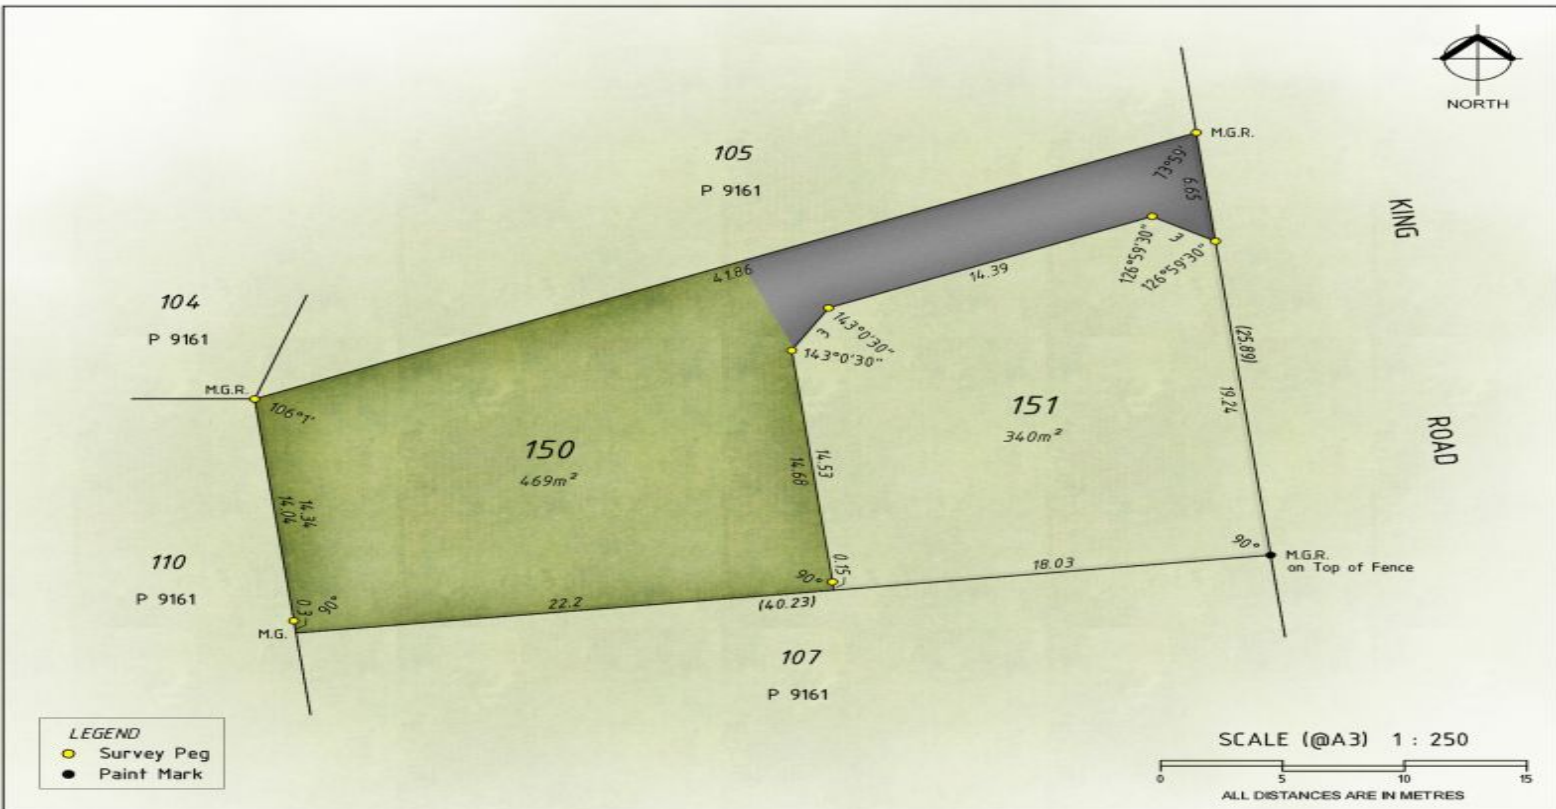 NORTH
M.G.R.
73°59'
6.65
105
P 9161
KING
126°59'30"
3
126°59'30"
14.39
41.86
104
P 9161
143°0'30"
3
143°0'30"
(25.89)
19.24
M.G.R.
106°1'
151
340m²
ROAD
150
469m²
14.53
14.68
14.34
14.04
90°
M.G.R.
on Top of Fence
110
P 9161
0.15
90°
18.03
22.2
(40.23)
0.3
90°
M.G.
107
P 9161
LEGEND
Survey Peg
Paint Mark
SCALE (@A3) 1 : 250
0 5 10 15
ALL DISTANCES ARE IN METRES